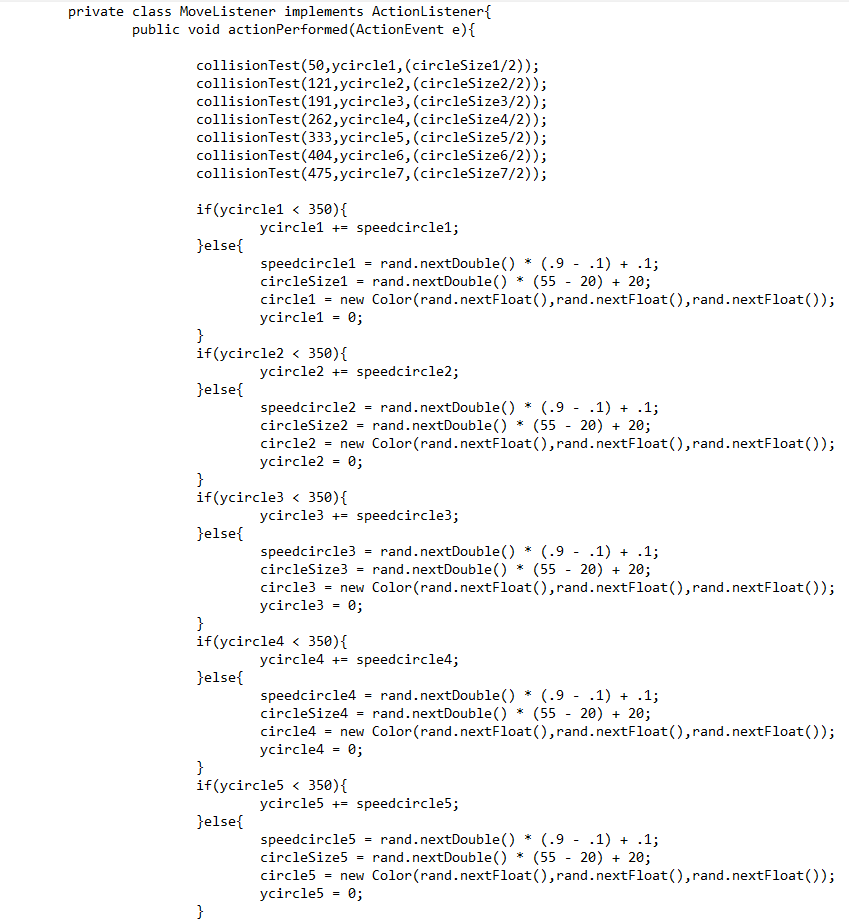 private class MoveListener implements ActionListener{
public void actionPerformed(ActionEvent e){
collisionTest(50,ycircle1,(circleSize1/2));
collisionTest(121,ycircle2,(circleSize2/2));
collisionTest(191,ycircle3,(circleSize3/2));
collisionTest(262,ycircle4,(circleSize4/2));
collisionTest(333,ycircle5,(circleSize5/2));
collisionTest(404,ycircle6,(circleSize6/2));
collisionTest(475,ycircle7,(circleSize7/2));
if(ycircle1 < 350){
ycircle1 += speedcircle1;
}else{
speedcircle1 = rand.nextDouble() * (.9 - .1) + .1;
circleSize1 = rand.nextDouble() * (55 - 20) + 20;
circle1 = new Color(rand.nextFloat(),rand.nextFloat(),rand.nextFloat());
ycircle1 = 0;
}
if(ycircle2 < 350){
ycircle2 += speedcircle2;
}else{
speedcircle2 = rand.nextDouble() * (.9 - .1) + .1;
circleSize2 = rand.nextDouble() * (55 - 20) + 20;
circle2 = new Color(rand.nextFloat(),rand.nextFloat(),rand.nextFloat());
ycircle2 = 0;
}
if(ycircle3 < 350){
ycircle3 += speedcircle3;
}else{
speedcircle3 = rand.nextDouble() * (.9 - .1) + .1;
circleSize3 = rand.nextDouble() * (55 - 20) + 20;
circle3 = new Color(rand.nextFloat(),rand.nextFloat(),rand.nextFloat());
ycircle3 = 0;
}
if(ycircle4 < 350){
ycircle4 += speedcircle4;
}else{
speedcircle4 = rand.nextDouble() * (.9 - .1) + .1;
circleSize4 = rand.nextDouble() * (55 - 20) + 20;
circle4 = new Color(rand.nextFloat(),rand.nextFloat(),rand.nextFloat());
ycircle4 = 0;
}
if(ycircle5 < 350){
ycircle5 += speedcircle5;
}else{
speedcircle5 = rand.nextDouble() * (.9 - .1) + .1;
circleSize5 = rand.nextDouble() * (55 - 20) + 20;
circle5 = new Color(rand.nextFloat(),rand.nextFloat(),rand.nextFloat());
ycircle5 = 0;
}